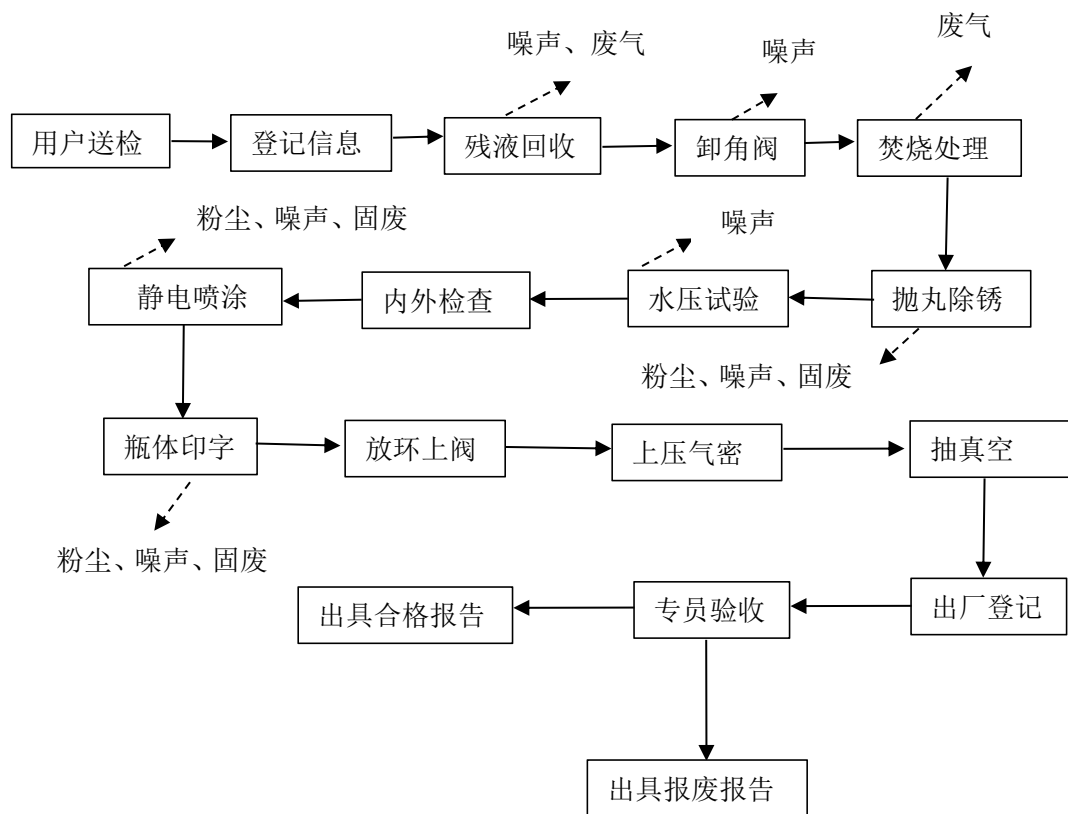 噪声、废气
噪声
废气
用户送检
登记信息
残液回收
卸角阀
焚烧处理
粉尘、噪声、固废
噪声
静电喷涂
内外检查
水压试验
抛丸除锈
粉尘、噪声、固废
瓶体印字
放环上阀
上压气密
抽真空
粉尘、噪声、固废
出具合格报告
专员验收
出厂登记
出具报废报告